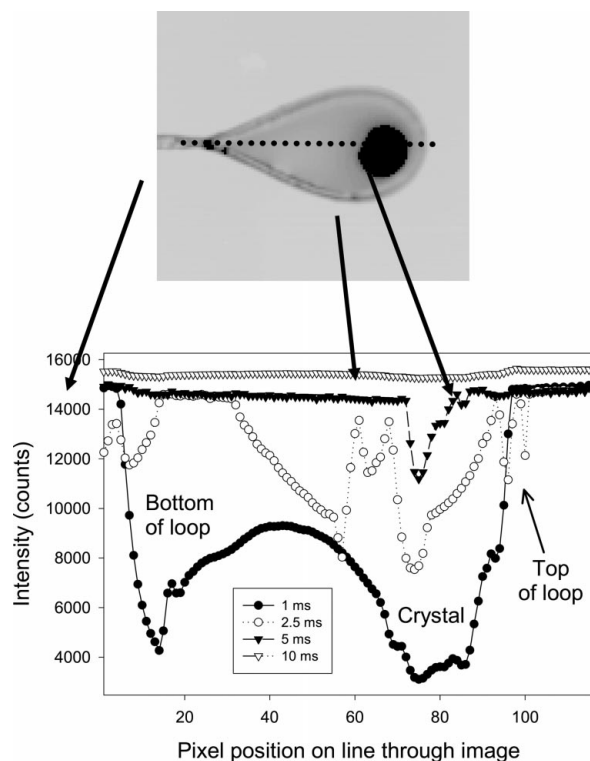 16000
14000
12000
10000
8000
6000
4000
Intensity (counts)
Bottom
of loop
Crystal
Top
of loop
1 ms
2.5 ms
5 ms
10 ms
20
40
60
80
100
Pixel position on line through image